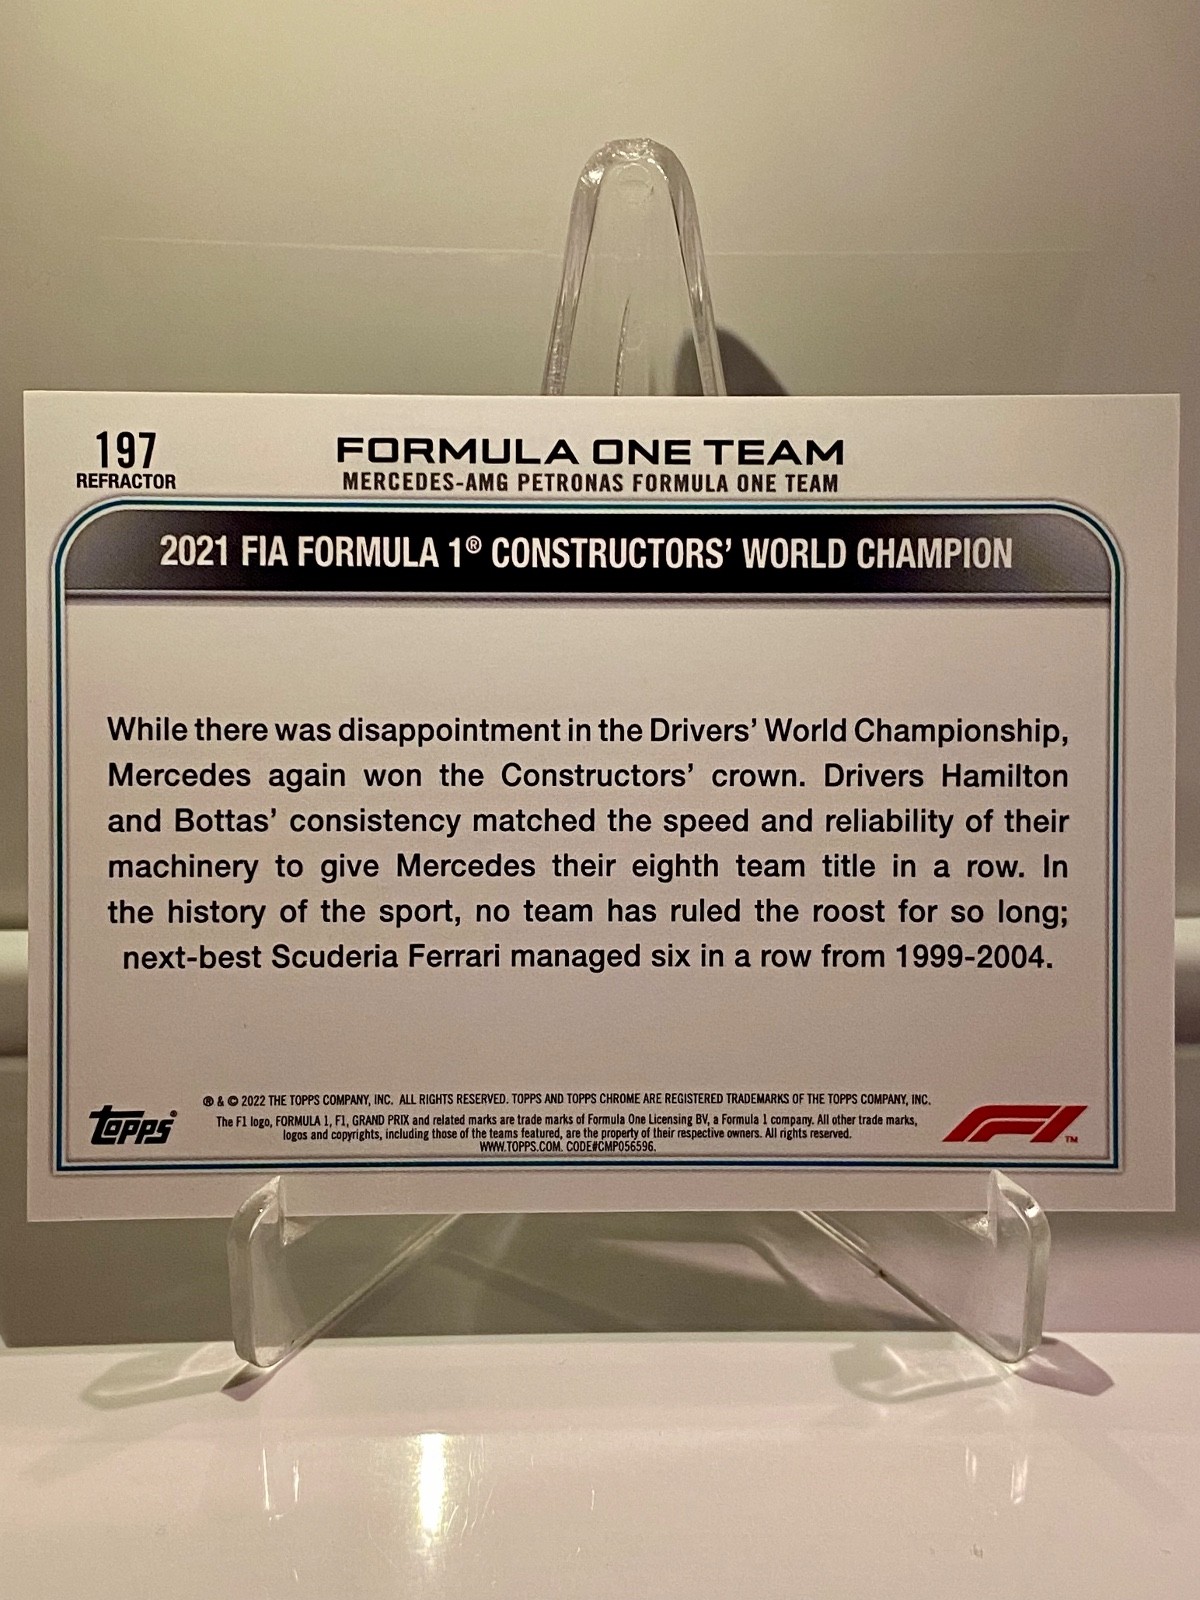 197
REFRACTOR
FORMULA ONE TEAM
MERCEDES-AMG PETRONAS FORMULA ONE TEAM
2021 FIA FORMULA 1® CONSTRUCTORS' WORLD CHAMPION
While there was disappointment in the Drivers' World Championship,
Mercedes again won the Constructors' crown. Drivers Hamilton
and Bottas' consistency matched the speed and reliability of their
machinery to give Mercedes their eighth team title in a row. In
the history of the sport, no team has ruled the roost for so long;
next-best Scuderia Ferrari managed six in a row from 1999-2004.
® & © 2022 THE TOPPS COMPANY, INC. ALL RIGHTS RESERVED. TOPPS AND TOPPS CHROME ARE REGISTERED TRADEMARKS OF THE TOPPS COMPANY, INC.
The F1 logo, FORMULA 1, F1, GRAND PRIX and related marks are trade marks of Formula One Licensing BV, a Formula 1 company. All other trade marks,
logos and copyrights, including those of the teams featured, are the property of their respective owners. All rights reserved.
WWW.TOPPS.COM. CODE#CMP056596.
Topps®
F1™